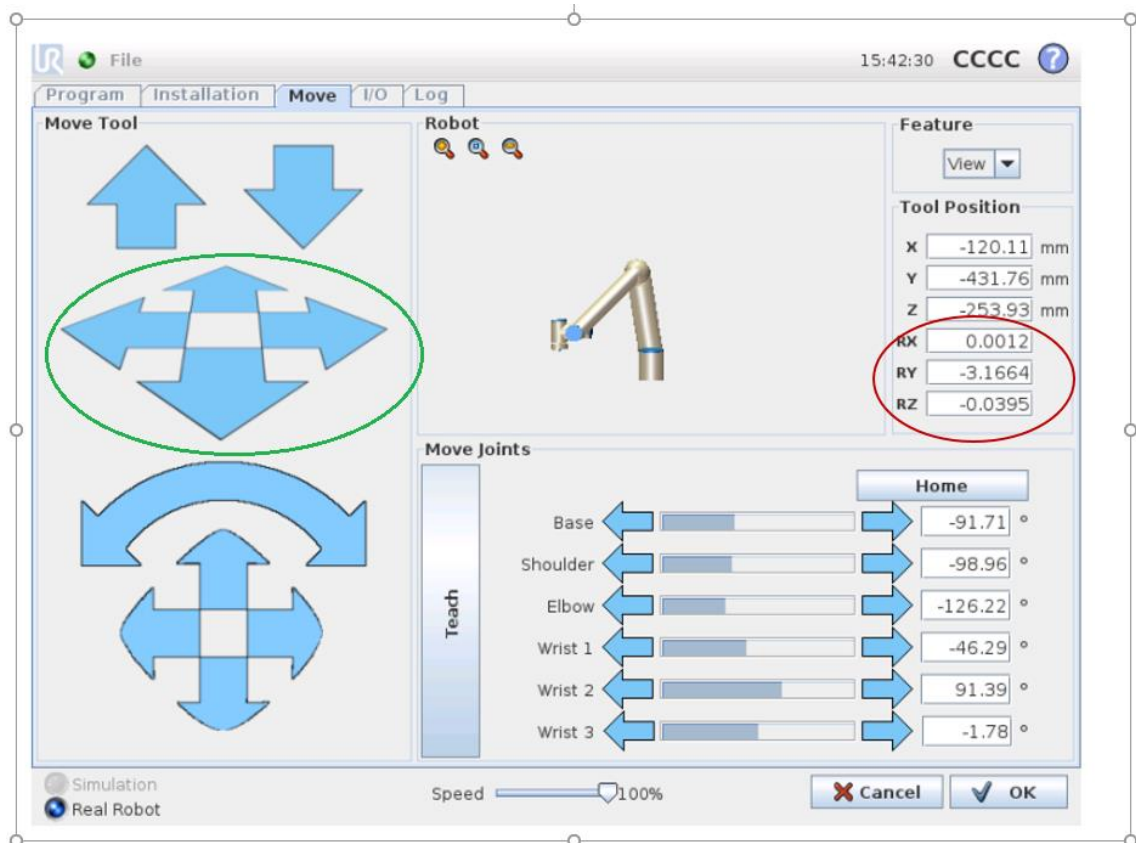 UR File 15:42:30 CCCC ?
Program Installation Move I/O Log
Move Tool
Robot
Feature
View
Tool Position
X -120.11 mm
Y -431.76 mm
Z -253.93 mm
RX 0.0012
RY -3.1664
RZ -0.0395
Move Joints
Teach
Home
Base -91.71 °
Shoulder -98.96 °
Elbow -126.22 °
Wrist 1 -46.29 °
Wrist 2 91.39 °
Wrist 3 -1.78 °
Simulation
Real Robot
Speed 100%
Cancel OK